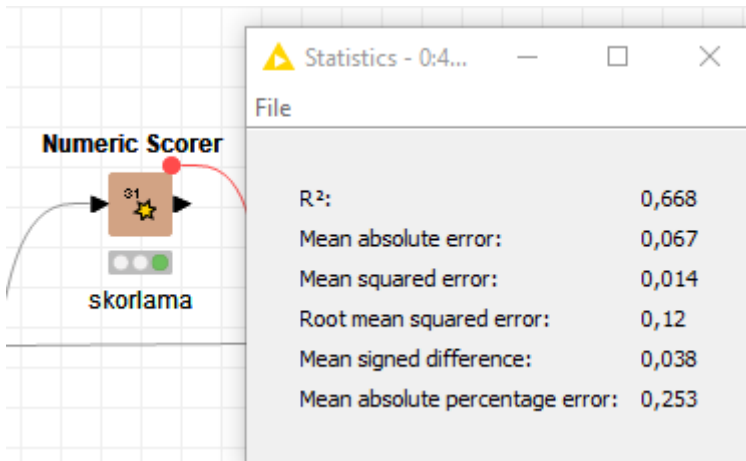 Statistics - 0:4...
File
Numeric Scorer
31
skorlama
R²: 0,668
Mean absolute error: 0,067
Mean squared error: 0,014
Root mean squared error: 0,12
Mean signed difference: 0,038
Mean absolute percentage error: 0,253